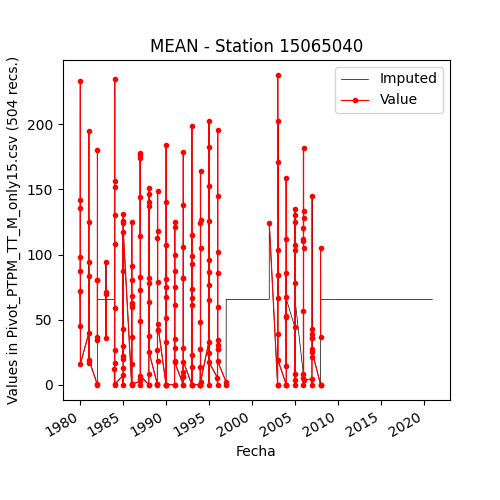 MEAN - Station 15065040
Imputed
Value
Values in Pivot_PTPM_TT_M_only15.csv (504 recs.)
200
150
100
50
0
1980 1985 1990 1995 2000 2005 2010 2015 2020
Fecha